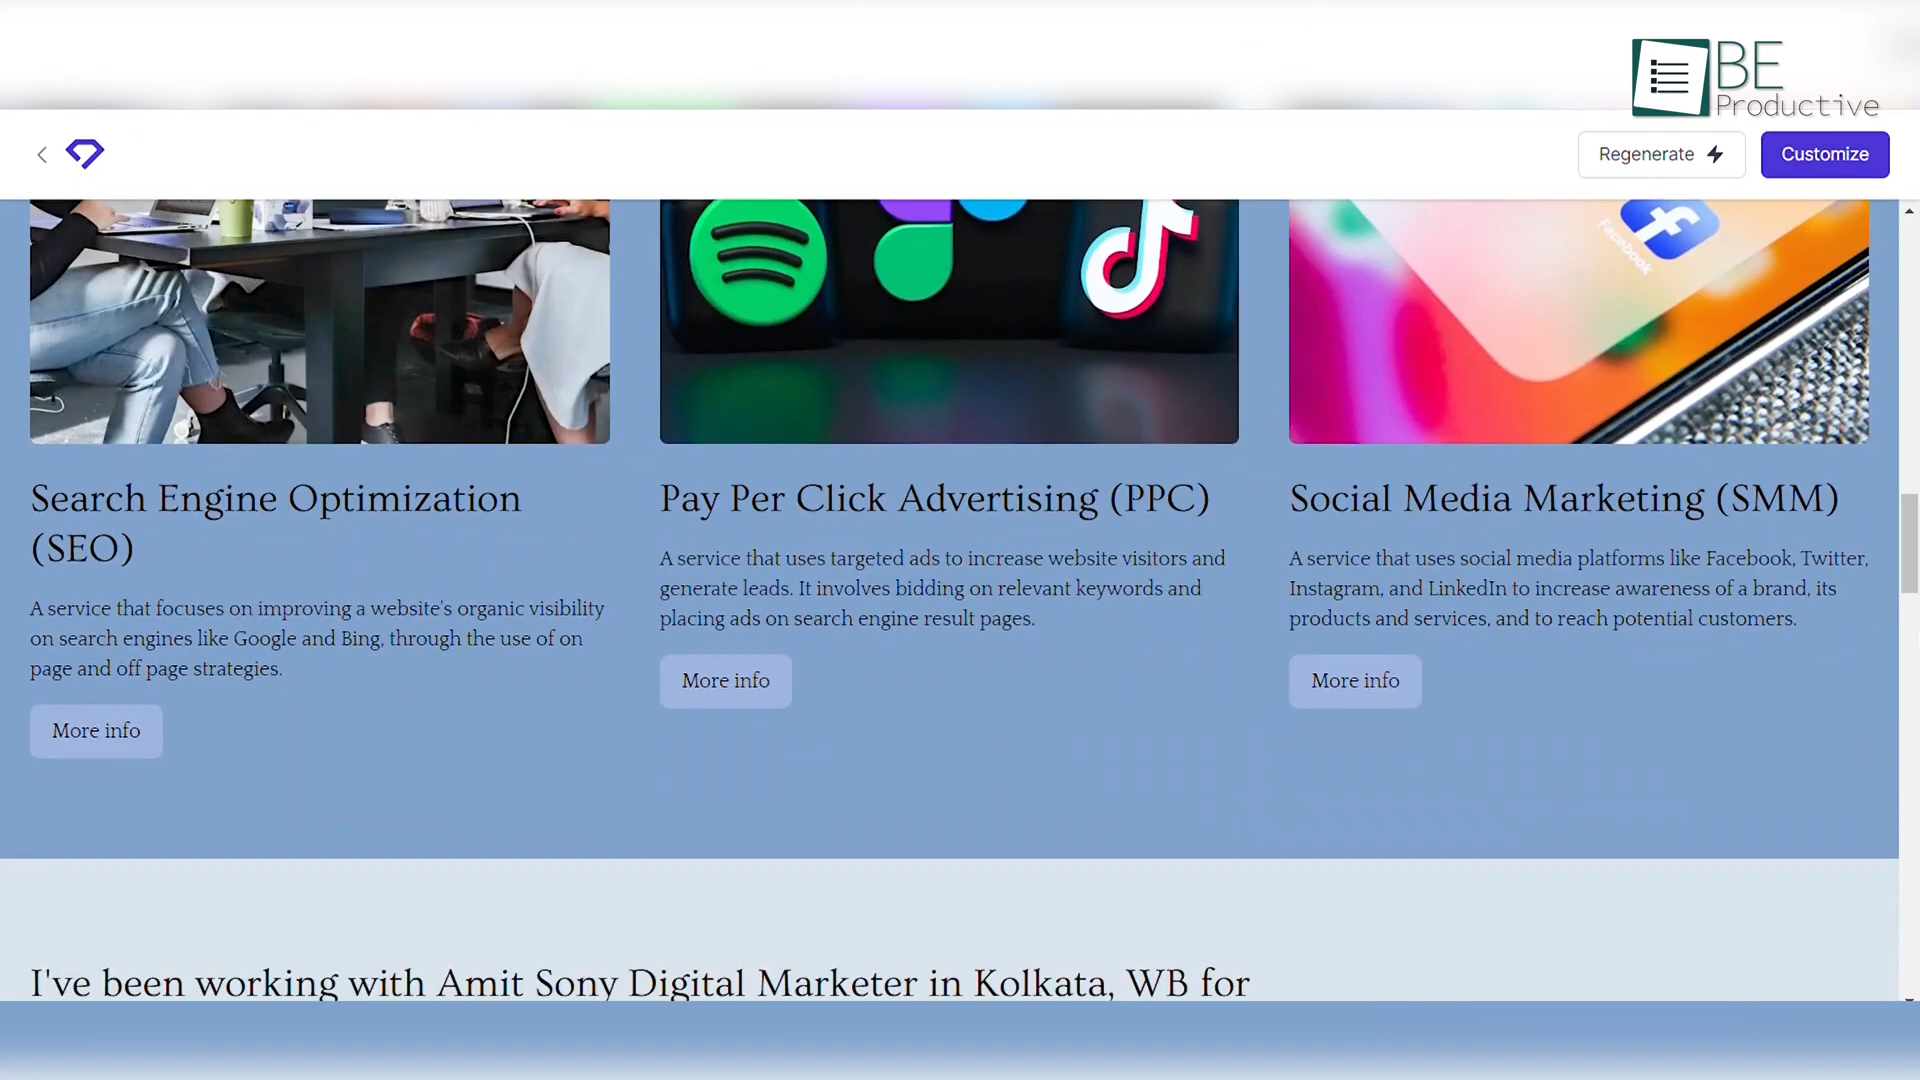 BE
Productive
Regenerate
Customize
Facebook
Search Engine Optimization
(SEO)
A service that focuses on improving a website's organic visibility
on search engines like Google and Bing, through the use of on
page and off page strategies.
More info
Pay Per Click Advertising (PPC)
A service that uses targeted ads to increase website visitors and
generate leads. It involves bidding on relevant keywords and
placing ads on search engine result pages.
More info
Social Media Marketing (SMM)
A service that uses social media platforms like Facebook, Twitter,
Instagram, and LinkedIn to increase awareness of a brand, its
products and services, and to reach potential customers.
More info
I've been working with Amit Sony Digital Marketer in Kolkata, WB for